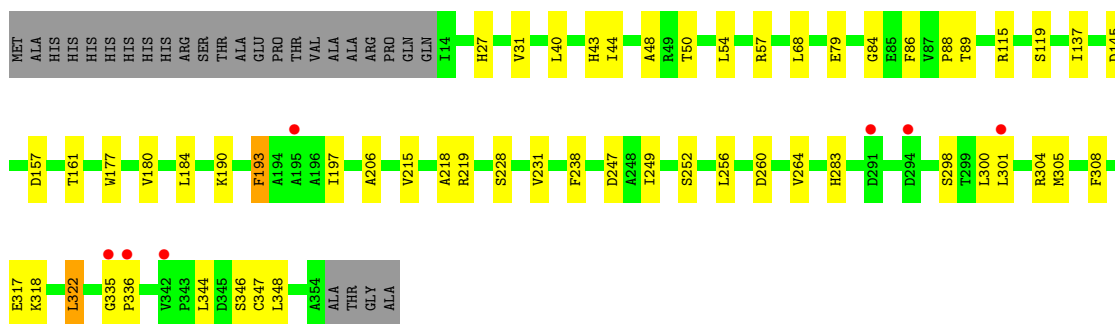 MET ALA HIS HIS HIS HIS HIS HIS ARG SER THR ALA GLU PRO THR VAL ALA ALA ARG PRO GLN GLN I14 H27 V31 L40 H43 I44 A48 R49 T50 L54 R57 L68 E79 G84 E85 F86 V87 P88 T89 R115 S119 I137 D145
D157 T161 W177 V180 L184 K190 F193 A194 A195 A196 I197 A206 V215 A218 R219 S228 V231 F238 D247 A248 I249 S252 L256 D260 V264 H283 D291 D294 S298 T299 L300 L301 R304 M305 F308
E317 K318 L322 G335 P336 V342 P343 L344 D345 S346 C347 L348 A354 ALA THR GLY ALA